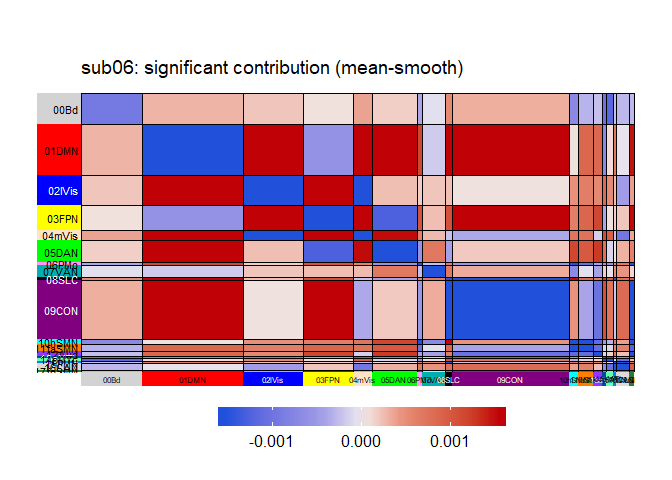 sub06: significant contribution (mean-smooth)
00Bd
01DMN
02lVis
03FPN
04mVis
05DAN
07VAN
08SLC
09CON
00Bd
01DMN
02lVis
03FPN
04mVis
05DAN
08SLC
09CON
-0.001
0.000
0.001